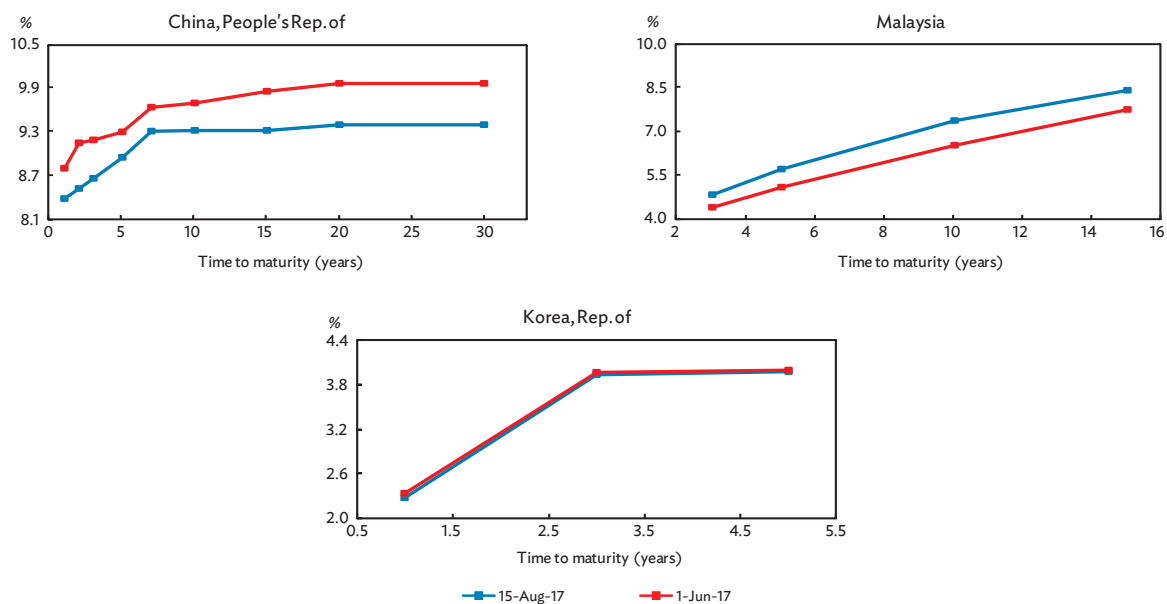 China, People's Rep. of
%
10.5
9.9
9.3
8.7
8.1
0 5 10 15 20 25 30
Time to maturity (years)
Malaysia
%
10.0
8.5
7.0
5.5
4.0
2 4 6 8 10 12 14 16
Time to maturity (years)
Korea, Rep. of
%
4.4
3.8
3.2
2.6
2.0
0.5 1.5 2.5 3.5 4.5 5.5
Time to maturity (years)
15-Aug-17 1-Jun-17